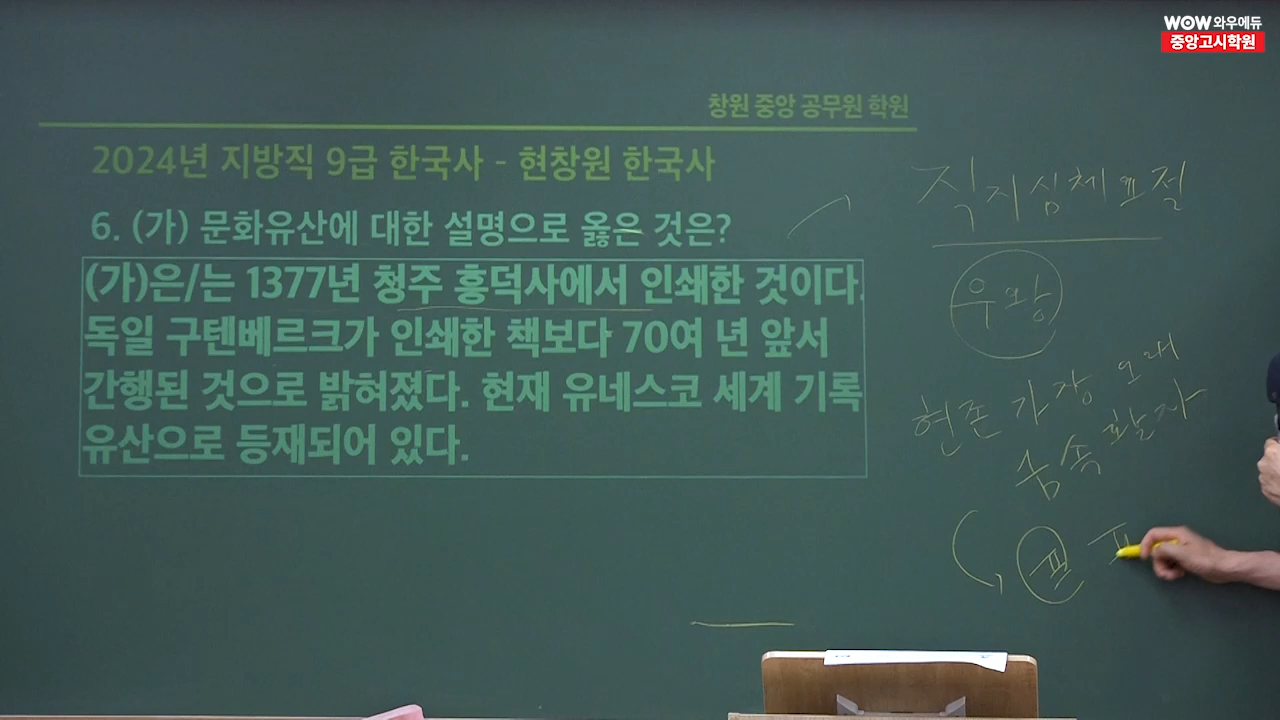 WOW 와우에듀
중앙고시학원
창원 중앙 공무원 학원
2024년 지방직 9급 한국사 - 현창원 한국사
6. (가) 문화유산에 대한 설명으로 옳은 것은?
(가)은/는 1377년 청주 흥덕사에서 인쇄한 것이다.
독일 구텐베르크가 인쇄한 책보다 70여 년 앞서
간행된 것으로 밝혀졌다. 현재 유네스코 세계 기록
유산으로 등재되어 있다.
직지심체요절
우왕
현존 가장 오래
금속 활자